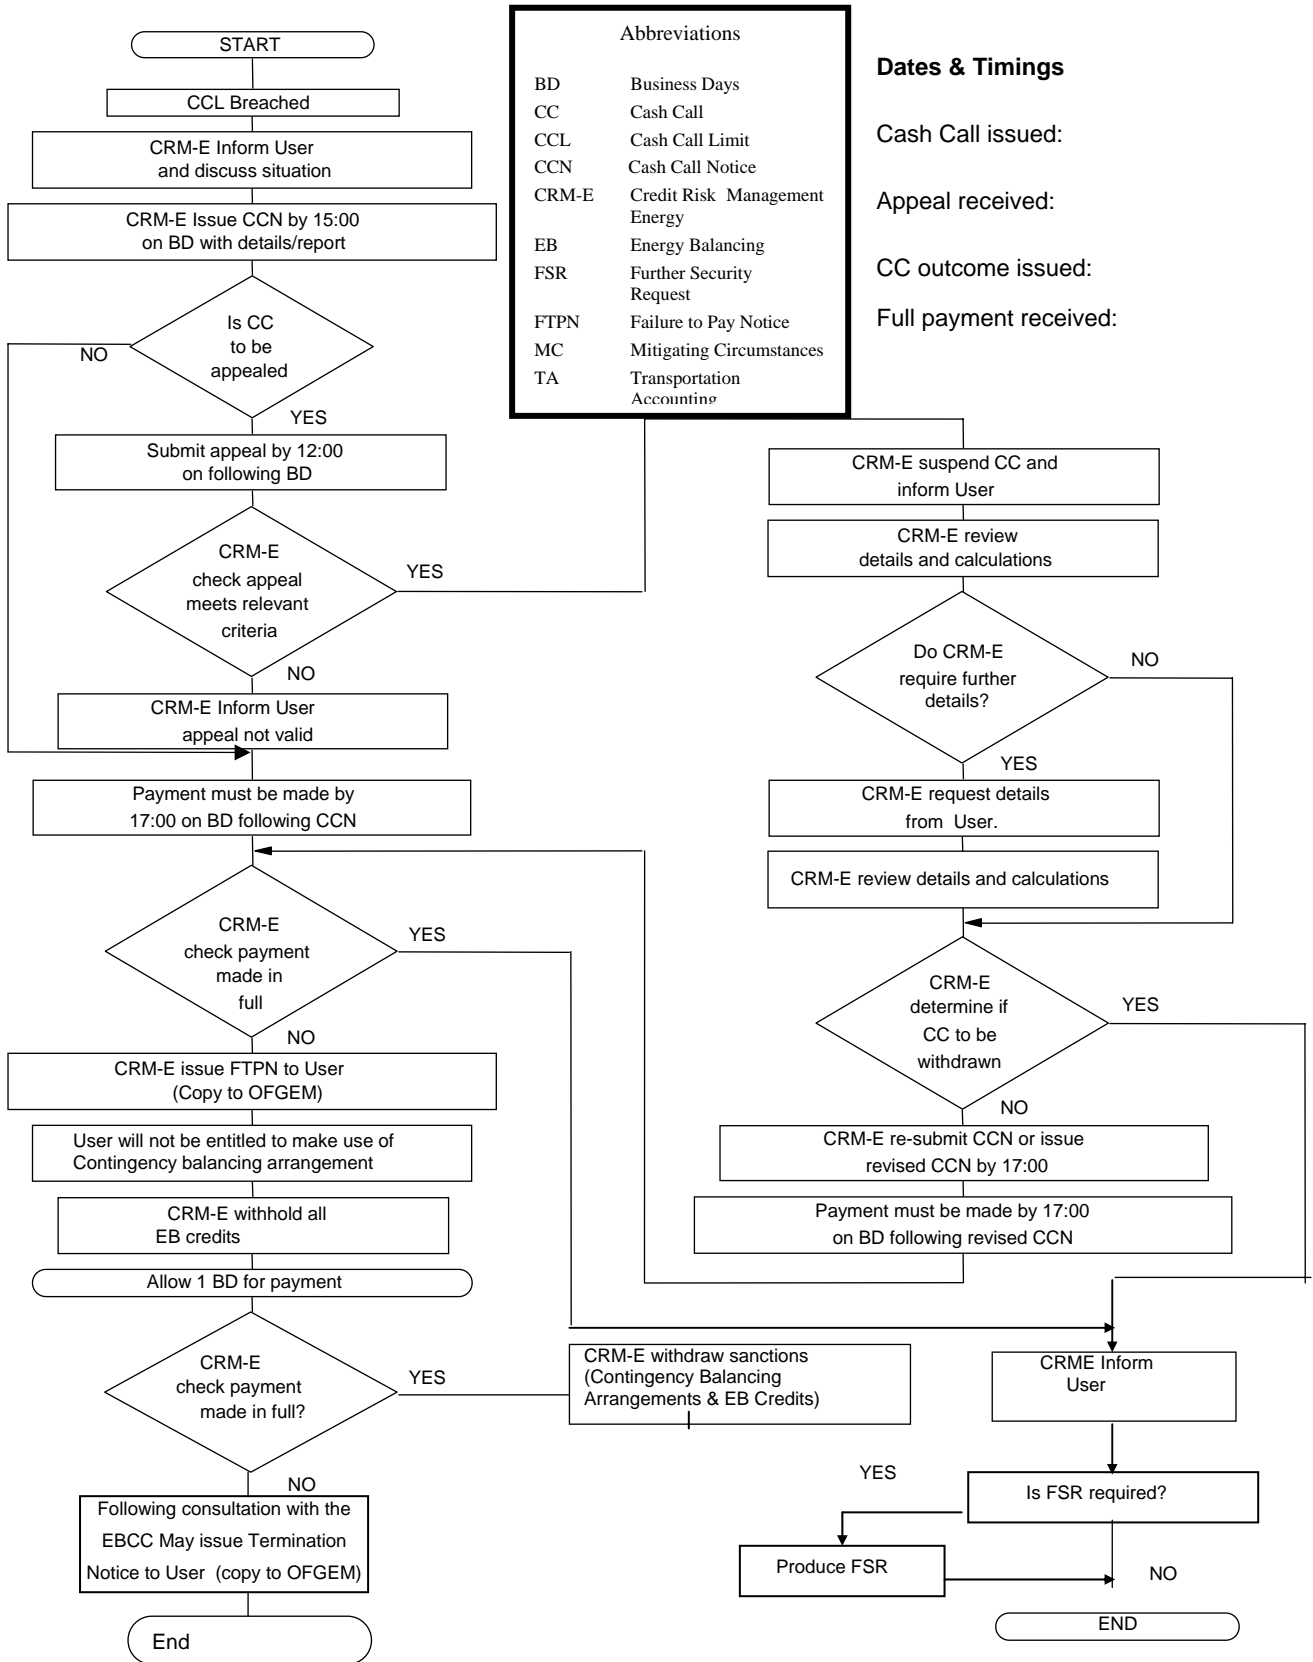 START
CCL Breached
CRM-E Inform User
and discuss situation
CRM-E Issue CCN by 15:00
on BD with details/report
Is CC
to be
appealed
NO
YES
Submit appeal by 12:00
on following BD
CRM-E
check appeal
meets relevant
criteria
YES
NO
CRM-E Inform User
appeal not valid
Payment must be made by
17:00 on BD following CCN
CRM-E
check payment
made in
full
YES
NO
CRM-E issue FTPN to User
(Copy to OFGEM)
User will not be entitled to make use of
Contingency balancing arrangement
CRM-E withhold all
EB credits
Allow 1 BD for payment
CRM-E
check payment
made in full?
YES
NO
CRM-E withdraw sanctions
(Contingency Balancing
Arrangements & EB Credits)
Following consultation with the
EBCC May issue Termination
Notice to User (copy to OFGEM)
End
Abbreviations
BD Business Days
CC Cash Call
CCL Cash Call Limit
CCN Cash Call Notice
CRM-E Credit Risk Management
Energy
EB Energy Balancing
FSR Further Security
Request
FTPN Failure to Pay Notice
MC Mitigating Circumstances
TA Transportation
Accounting
Dates & Timings
Cash Call issued:
Appeal received:
CC outcome issued:
Full payment received:
CRM-E suspend CC and
inform User
CRM-E review
details and calculations
Do CRM-E
require further
details?
NO
YES
CRM-E request details
from User.
CRM-E review details and calculations
CRM-E
determine if
CC to be
withdrawn
YES
NO
CRM-E re-submit CCN or issue
revised CCN by 17:00
Payment must be made by 17:00
on BD following revised CCN
CRME Inform
User
Is FSR required?
YES
Produce FSR
NO
END